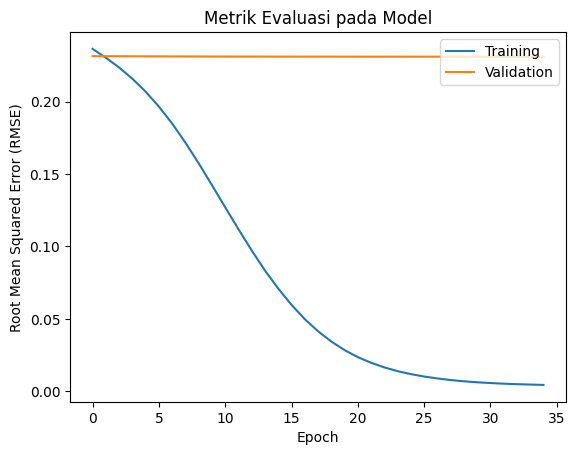 Metrik Evaluasi pada Model
Training
Validation
Root Mean Squared Error (RMSE)
0.20
0.15
0.10
0.05
0.00
0 5 10 15 20 25 30 35
Epoch